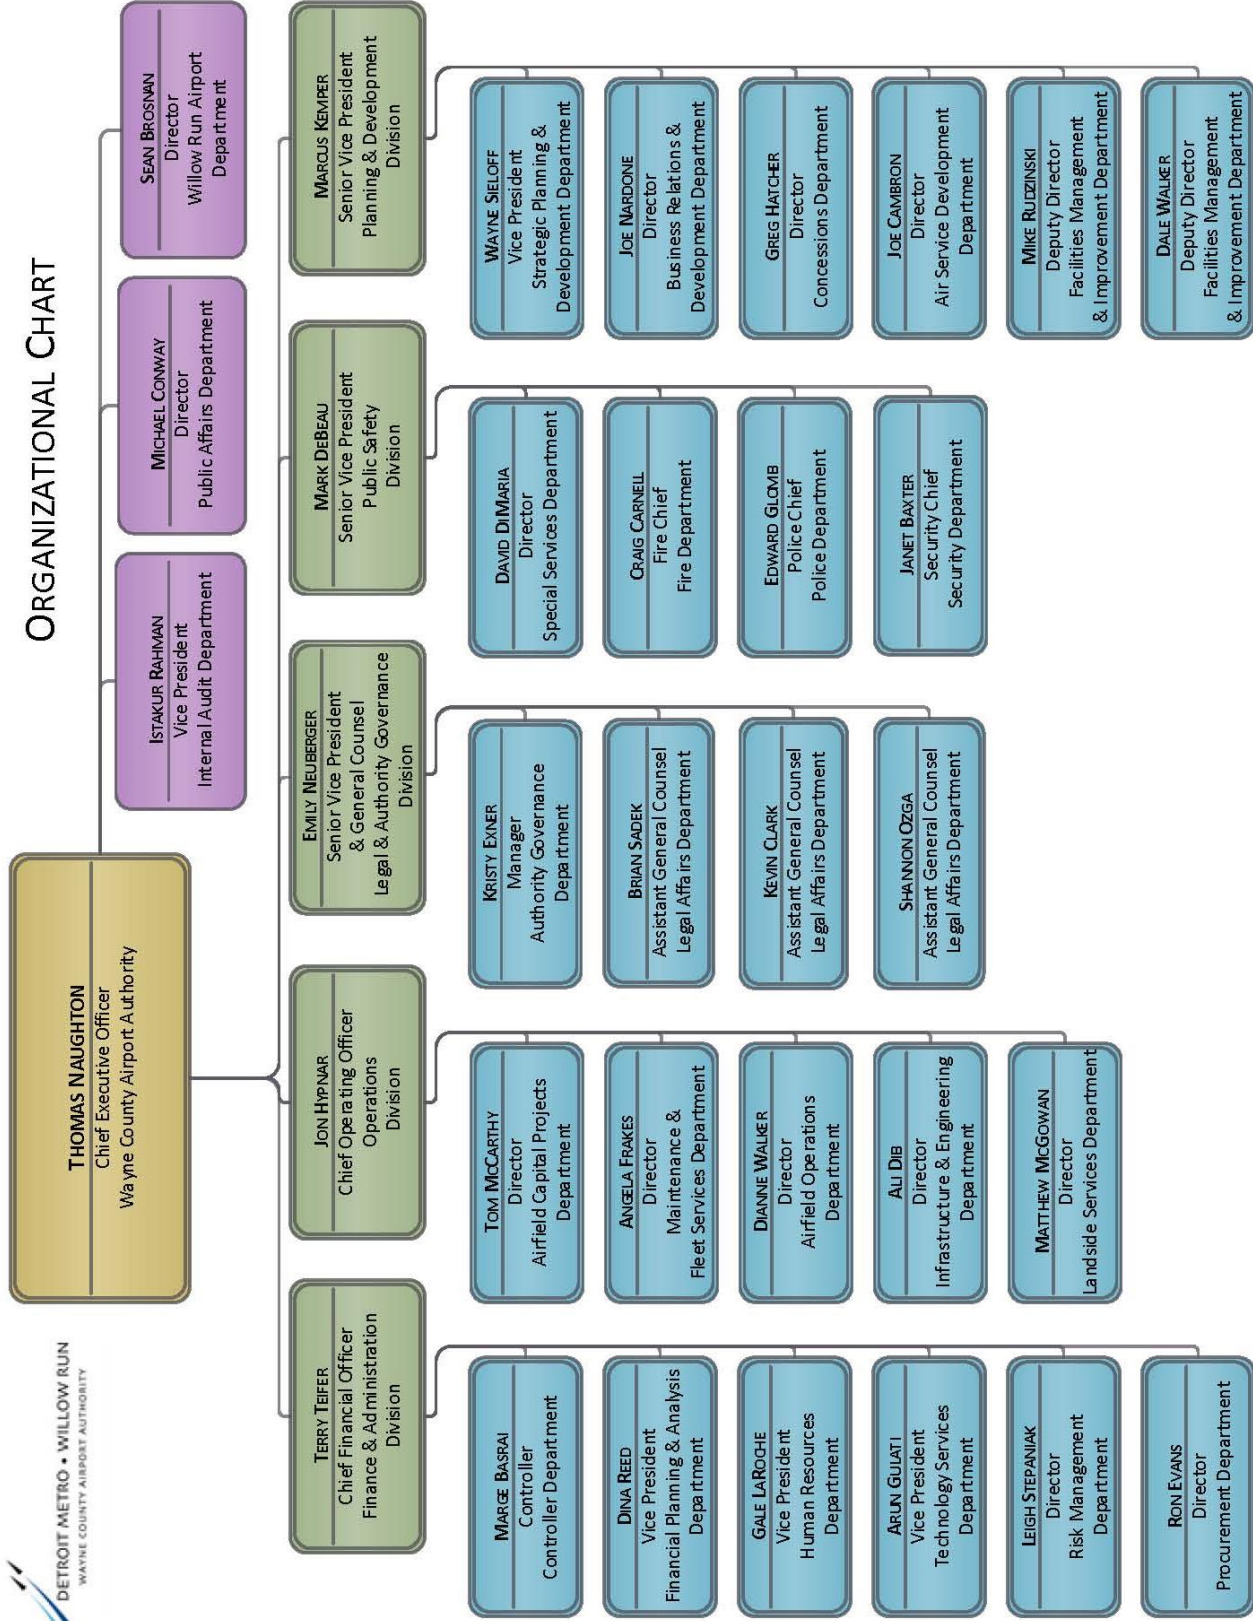 DETROIT METRO • WILLOW RUN
WAYNE COUNTY AIRPORT AUTHORITY
ORGANIZATIONAL CHART
THOMAS NAUGHTON
Chief Executive Officer
Wayne County Airport Authority
ISTAKUR RAHMAN
Vice President
Internal Audit Department
MICHAEL CONWAY
Director
Public Affairs Department
SEAN BROSNAN
Director
Willow Run Airport
Department
TERRY TEIFER
Chief Financial Officer
Finance & Administration
Division
JON HYPNAR
Chief Operating Officer
Operations
Division
EMILY NEUBERGER
Senior Vice President
& General Counsel
Legal & Authority Governance
Division
MARK DEBEAU
Senior Vice President
Public Safety
Division
MARCUS KEMPER
Senior Vice President
Planning & Development
Division
MARGE BASRAI
Controller
Controller Department
DINA REED
Vice President
Financial Planning & Analysis
Department
GALE LAROCHE
Vice President
Human Resources
Department
ARUN GULATI
Vice President
Technology Services
Department
LEIGH STEPANIAK
Director
Risk Management
Department
RON EVANS
Director
Procurement Department
TOM MCCARTHY
Director
Airfield Capital Projects
Department
ANGELA FRAKES
Director
Maintenance &
Fleet Services Department
DIANNE WALKER
Director
Airfield Operations
Department
ALI DIB
Director
Infrastructure & Engineering
Department
MATTHEW MCGOWAN
Director
Landside Services Department
KRISTY EXNER
Manager
Authority Governance
Department
BRIAN SADEK
Assistant General Counsel
Legal Affairs Department
KEVIN CLARK
Assistant General Counsel
Legal Affairs Department
SHANNON OZGA
Assistant General Counsel
Legal Affairs Department
DAVID DIMARIA
Director
Special Services Department
CRAIG CARNELL
Fire Chief
Fire Department
EDWARD GLOMB
Police Chief
Police Department
JANET BAXTER
Security Chief
Security Department
WAYNE SIELOFF
Vice President
Strategic Planning &
Development Department
JOE NARDONE
Director
Business Relations &
Development Department
GREG HATCHER
Director
Concessions Department
JOE CAMBRON
Director
Air Service Development
Department
MIKE RUDZINSKI
Deputy Director
Facilities Management
& Improvement Department
DALE WALKER
Deputy Director
Facilities Management
& Improvement Department